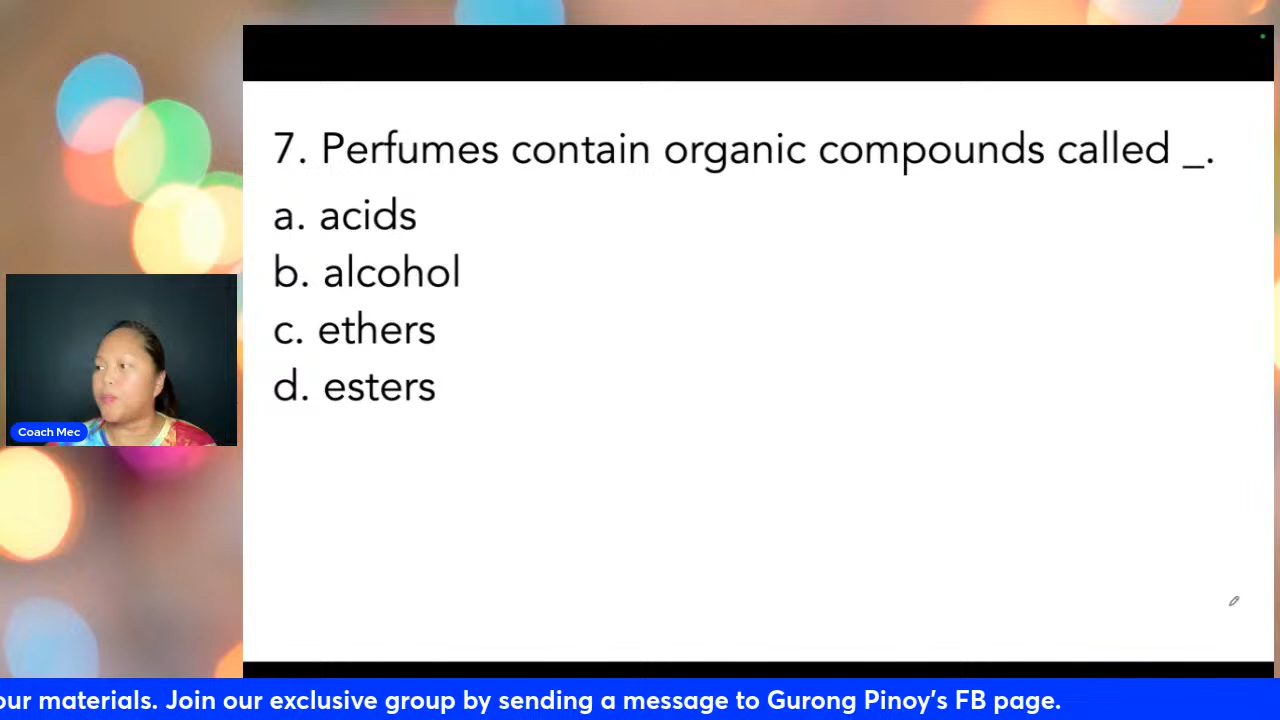 7. Perfumes contain organic compounds called _.
a. acids
b. alcohol
c. ethers
d. esters
Coach Mec
our materials. Join our exclusive group by sending a message to Gurong Pinoy's FB page.